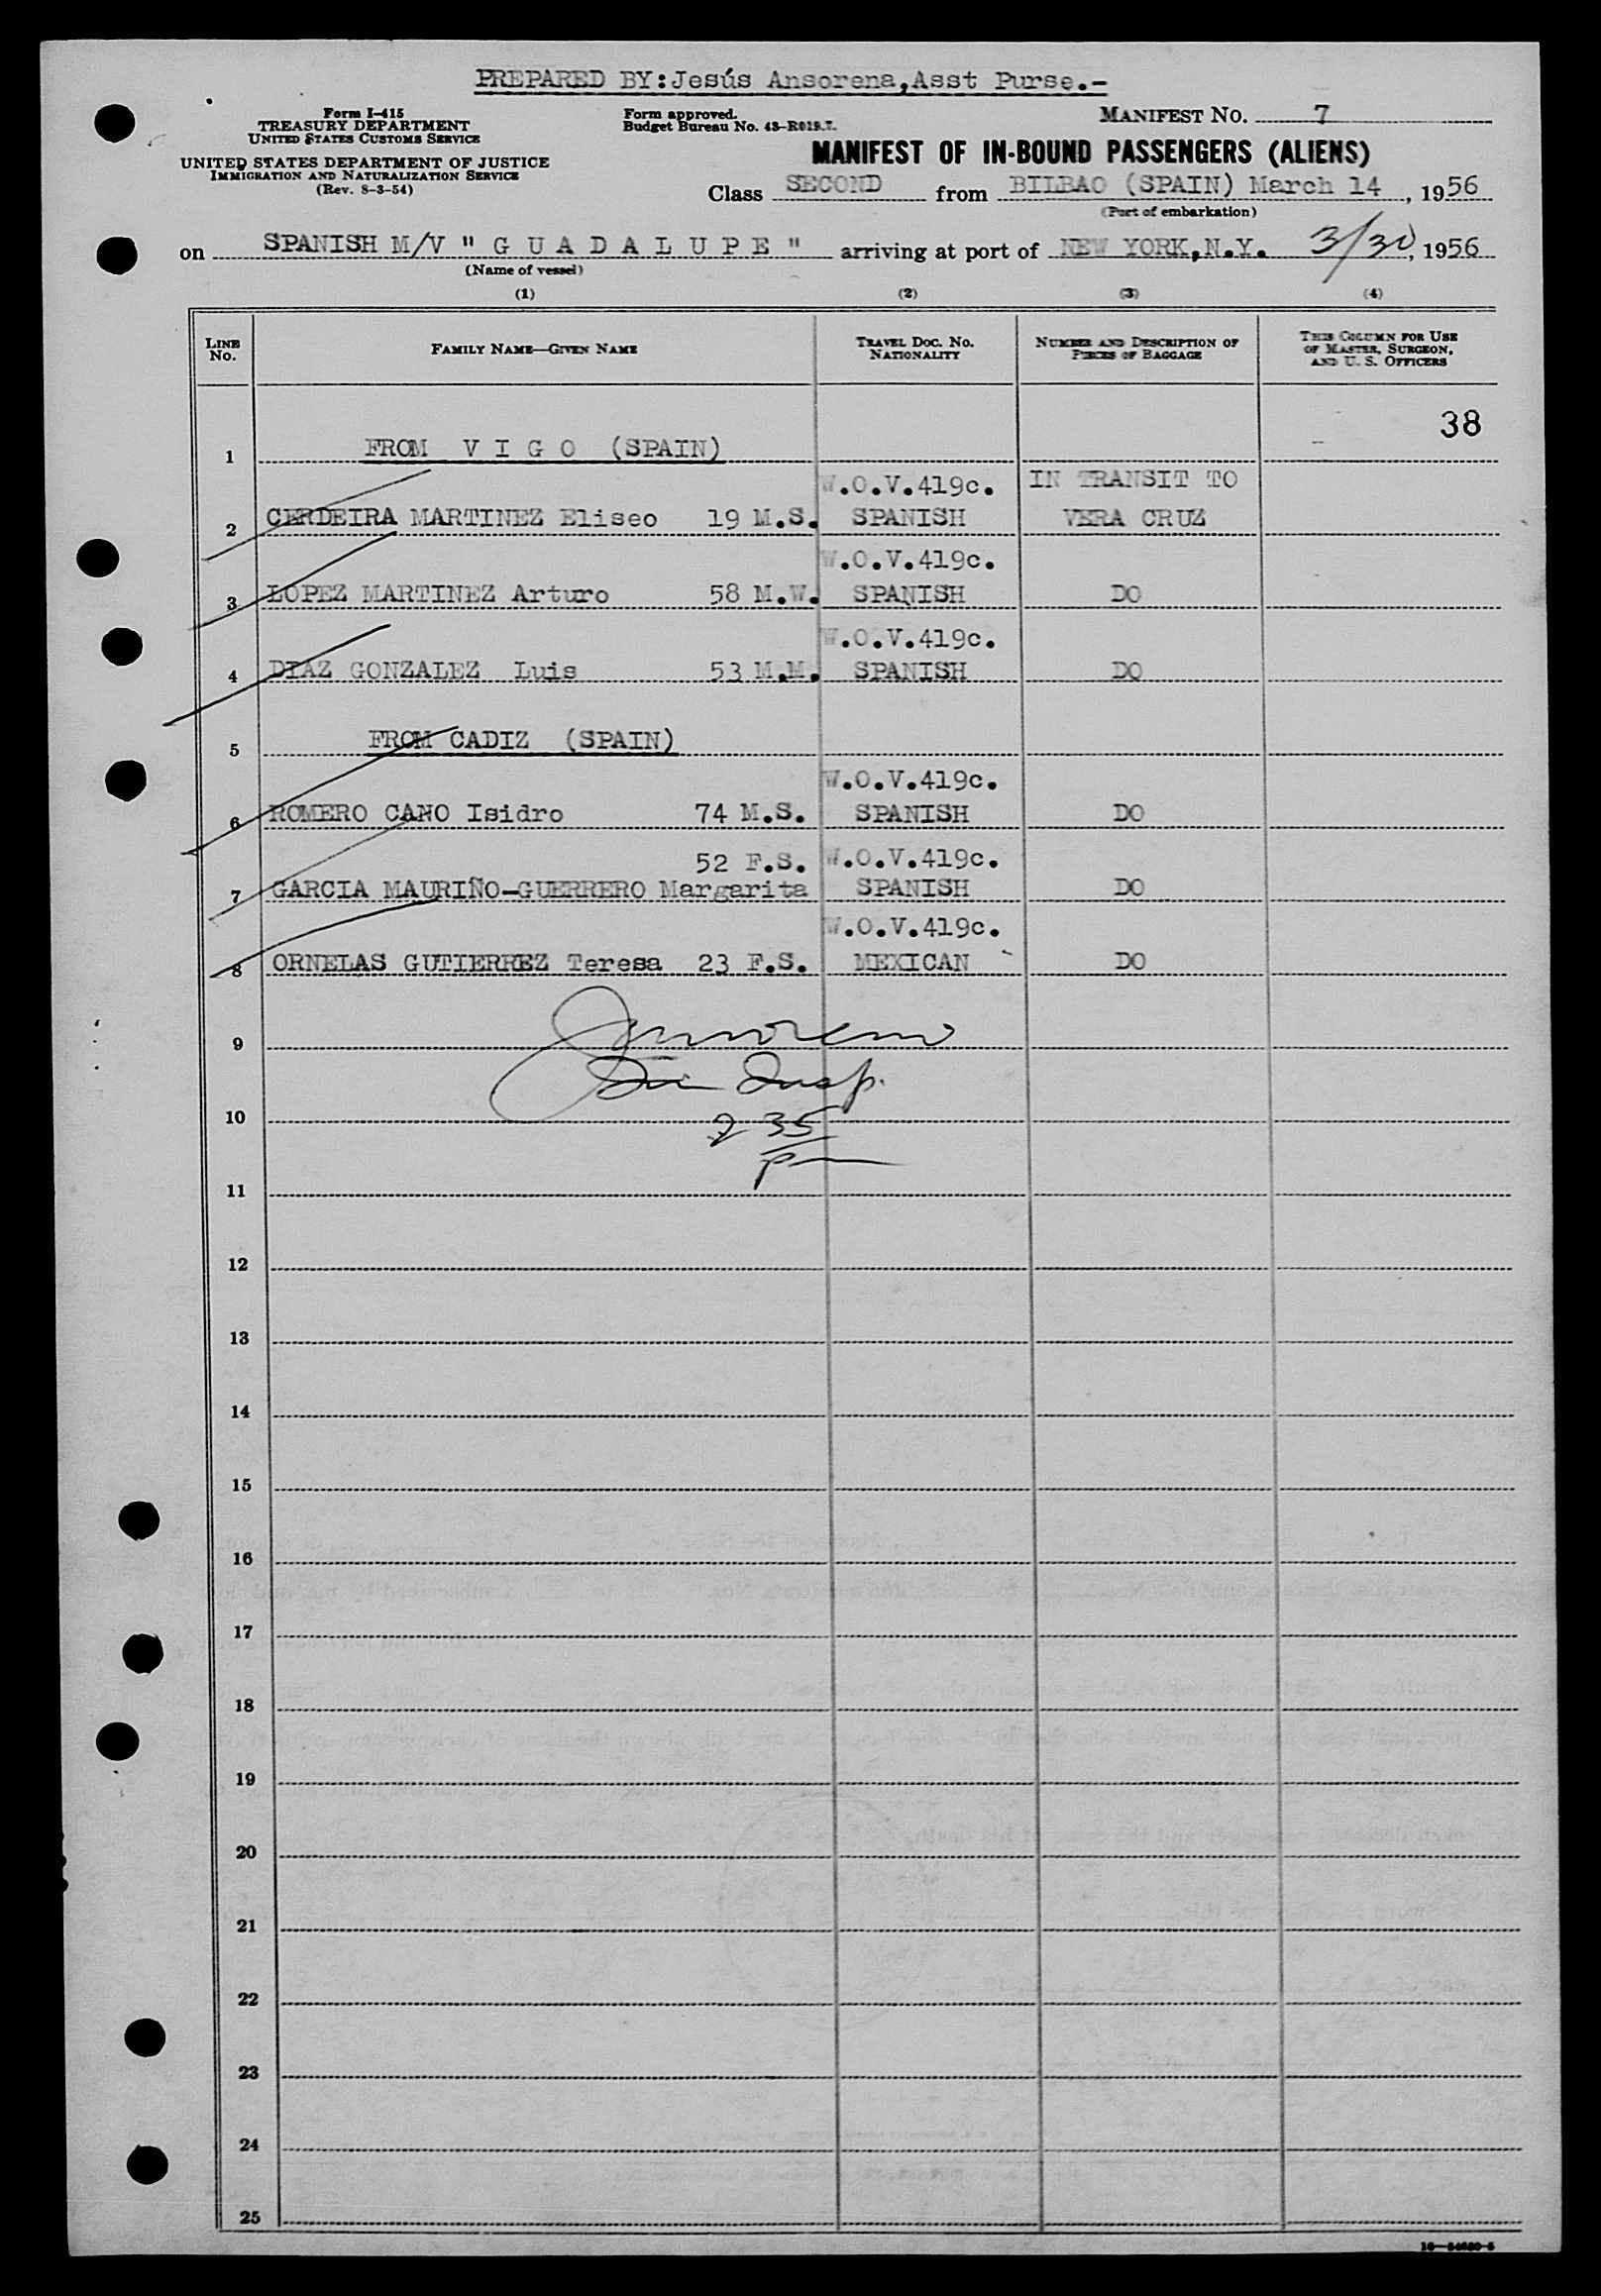 PREPARED BY:Jesús Ansorena,Asst Purse.-
Form I-415
TREASURY DEPARTMENT
UNITED STATES CUSTOMS SERVICE
UNITED STATES DEPARTMENT OF JUSTICE
IMMIGRATION AND NATURALIZATION SERVICE
(Rev. 8-3-54)
Form approved.
Budget Bureau No. 43-R019.7.
MANIFEST No. 7
MANIFEST OF IN-BOUND PASSENGERS (ALIENS)
Class SECOND from BILBAO (SPAIN) March 14, 1956
(Port of embarkation)
on SPANISH M/V " G U A D A L U P E " arriving at port of NEW YORK,N.Y. 3/30, 1956
(Name of vessel)
(1) (2) (3) (4)
LINE No. FAMILY NAME—GIVEN NAME TRAVEL DOC. NO. NATIONALITY NUMBER AND DESCRIPTION OF PIECES OF BAGGAGE THIS COLUMN FOR USE OF MASTER, SURGEON, AND U. S. OFFICERS
38
1 FROM V I G O (SPAIN)
W.O.V.419c. IN TRANSIT TO
2 CERDEIRA MARTINEZ Eliseo 19 M.S. SPANISH VERA CRUZ
W.O.V.419c.
3 LOPEZ MARTINEZ Arturo 58 M.W. SPANISH DO
W.O.V.419c.
4 DIAZ GONZALEZ Luis 53 M.M. SPANISH DO
5 FROM CADIZ (SPAIN)
W.O.V.419c.
6 ROMERO CANO Isidro 74 M.S. SPANISH DO
52 F.S. W.O.V.419c.
7 GARCIA MAURIÑO-GUERRERO Margarita SPANISH DO
W.O.V.419c.
8 ORNELAS GUTIERREZ Teresa 23 F.S. MEXICAN DO
9
Insp.
10
2 35
pm
11
12
13
14
15
16
17
18
19
20
21
22
23
24
25